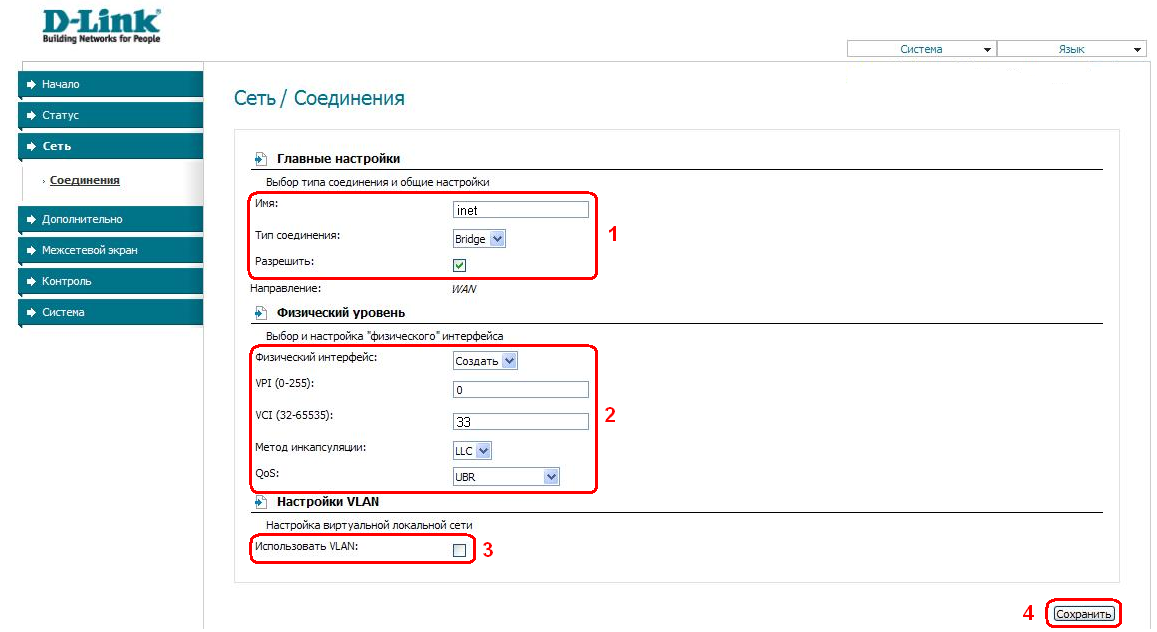 D-Link
Building Networks for People
Система
Язык
Начало
Статус
Сеть
Соединения
Дополнительно
Межсетевой экран
Контроль
Система
Сеть / Соединения
Главные настройки
Выбор типа соединения и общие настройки
Имя: inet
Тип соединения: Bridge
1
Разрешить:
Направление: WAN
Физический уровень
Выбор и настройка "физического" интерфейса
Физический интерфейс: Создать
VPI (0-255): 0
2
VCI (32-65535): 33
Метод инкапсуляции: LLC
QoS: UBR
Настройки VLAN
Настройка виртуальной локальной сети
Использовать VLAN: 3
4 Сохранить